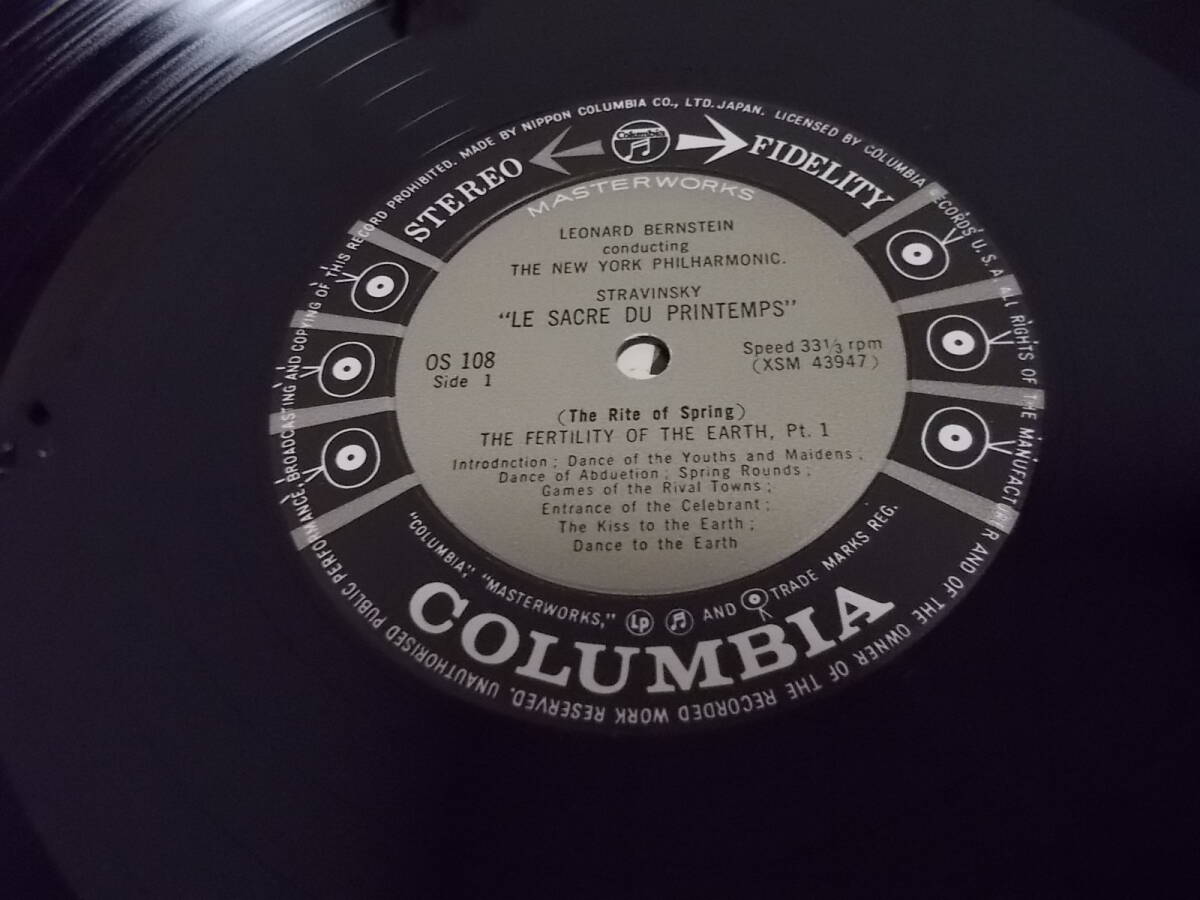 PERFORMANCE, BROADCASTING AND COPYING OF THIS RECORD PROHIBITED. MADE BY NIPPON COLUMBIA CO., LTD. JAPAN. LICENSED BY COLUMBIA RECORDS U.S.A. ALL RIGHTS OF THE MANUFACTURER AND OF THE OWNER OF THE RECORDED WORK RESERVED. UNAUTHORISED PUBLIC
STEREO Columbia FIDELITY
MASTERWORKS
LEONARD BERNSTEIN
conducting
THE NEW YORK PHILHARMONIC.
STRAVINSKY
"LE SACRE DU PRINTEMPS"
OS 108
Side 1
Speed 33 1/3 rpm
(XSM 43947)
(The Rite of Spring)
THE FERTILITY OF THE EARTH, Pt. 1
Introdnction ; Dance of the Youths and Maidens ;
Dance of Abduetion ; Spring Rounds ;
Games of the Rival Towns ;
Entrance of the Celebrant ;
The Kiss to the Earth ;
Dance to the Earth
"COLUMBIA," "MASTERWORKS," Lp AND TRADE MARKS REG.
COLUMBIA